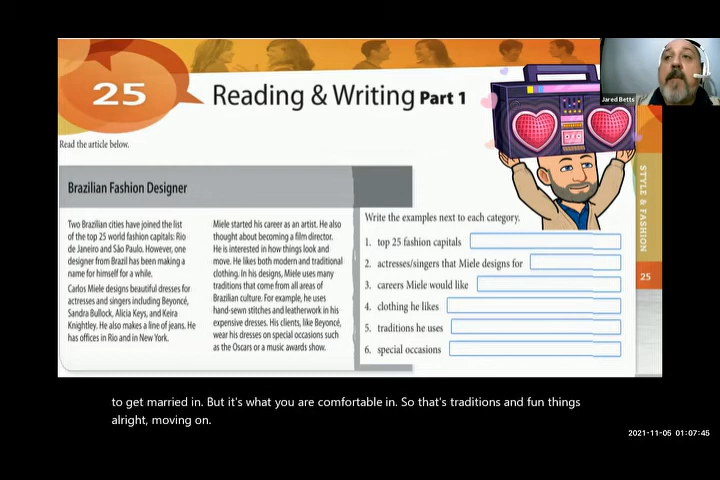 25
Reading & Writing Part 1
Jared Betts
Read the article below.
Brazilian Fashion Designer
Two Brazilian cities have joined the list
of the top 25 world fashion capitals: Rio
de Janeiro and São Paulo. However, one
designer from Brazil has been making a
name for himself for a while.
Carlos Miele designs beautiful dresses for
actresses and singers including Beyoncé,
Sandra Bullock, Alicia Keys, and Keira
Knightley. He also makes a line of jeans. He
has offices in Rio and in New York.
Miele started his career as an artist. He also
thought about becoming a film director.
He is interested in how things look and
move. He likes both modern and traditional
clothing. In his designs, Miele uses many
traditions that come from all areas of
Brazilian culture. For example, he uses
hand-sewn stitches and leatherwork in his
expensive dresses. His clients, like Beyoncé,
wear his dresses on special occasions such
as the Oscars or a music awards show.
Write the examples next to each category.
1. top 25 fashion capitals
2. actresses/singers that Miele designs for
3. careers Miele would like
4. clothing he likes
5. traditions he uses
6. special occasions
STYLE & FASHION
25
to get married in. But it's what you are comfortable in. So that's traditions and fun things
alright, moving on.
2021-11-05 01:07:45